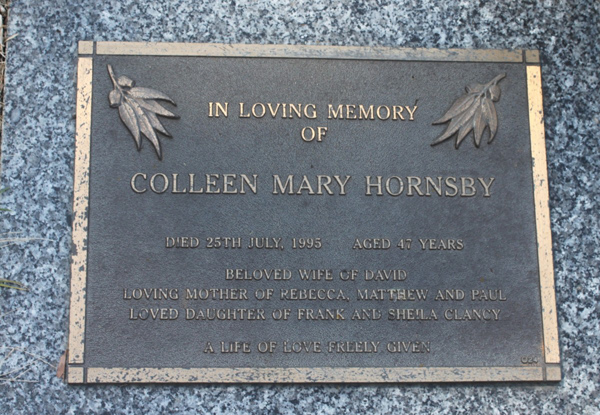 IN LOVING MEMORY
OF
COLLEEN MARY HORNSBY
DIED 25TH JULY, 1995 AGED 47 YEARS
BELOVED WIFE OF DAVID
LOVING MOTHER OF REBECCA, MATTHEW AND PAUL
LOVED DAUGHTER OF FRANK AND SHEILA CLANCY
A LIFE OF LOVE FREELY GIVEN